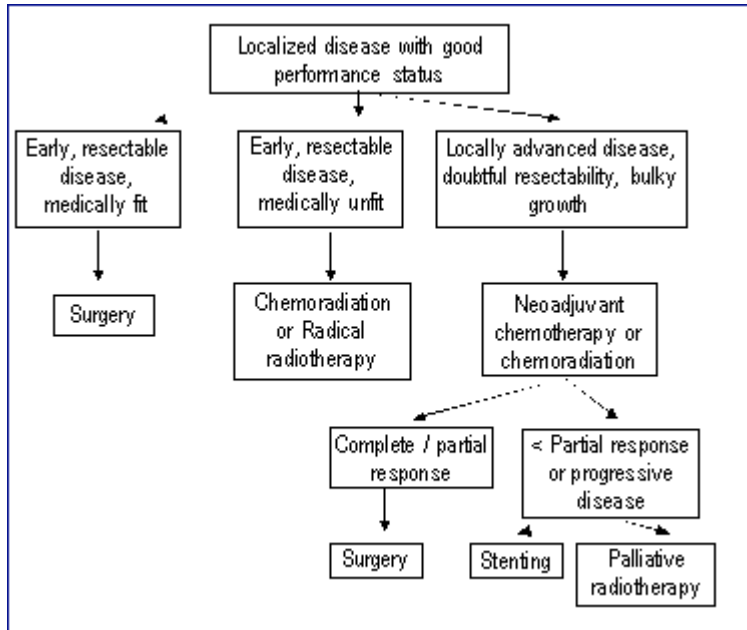 Localized disease with good
performance status
Early, resectable
disease,
medically fit
Early, resectable
disease,
medically unfit
Locally advanced disease,
doubtful resectability, bulky
growth
Surgery
Chemoradiation
or Radical
radiotherapy
Neoadjuvant
chemotherapy or
chemoradiation
Complete / partial
response
< Partial response
or progressive
disease
Surgery
Stenting
Palliative
radiotherapy